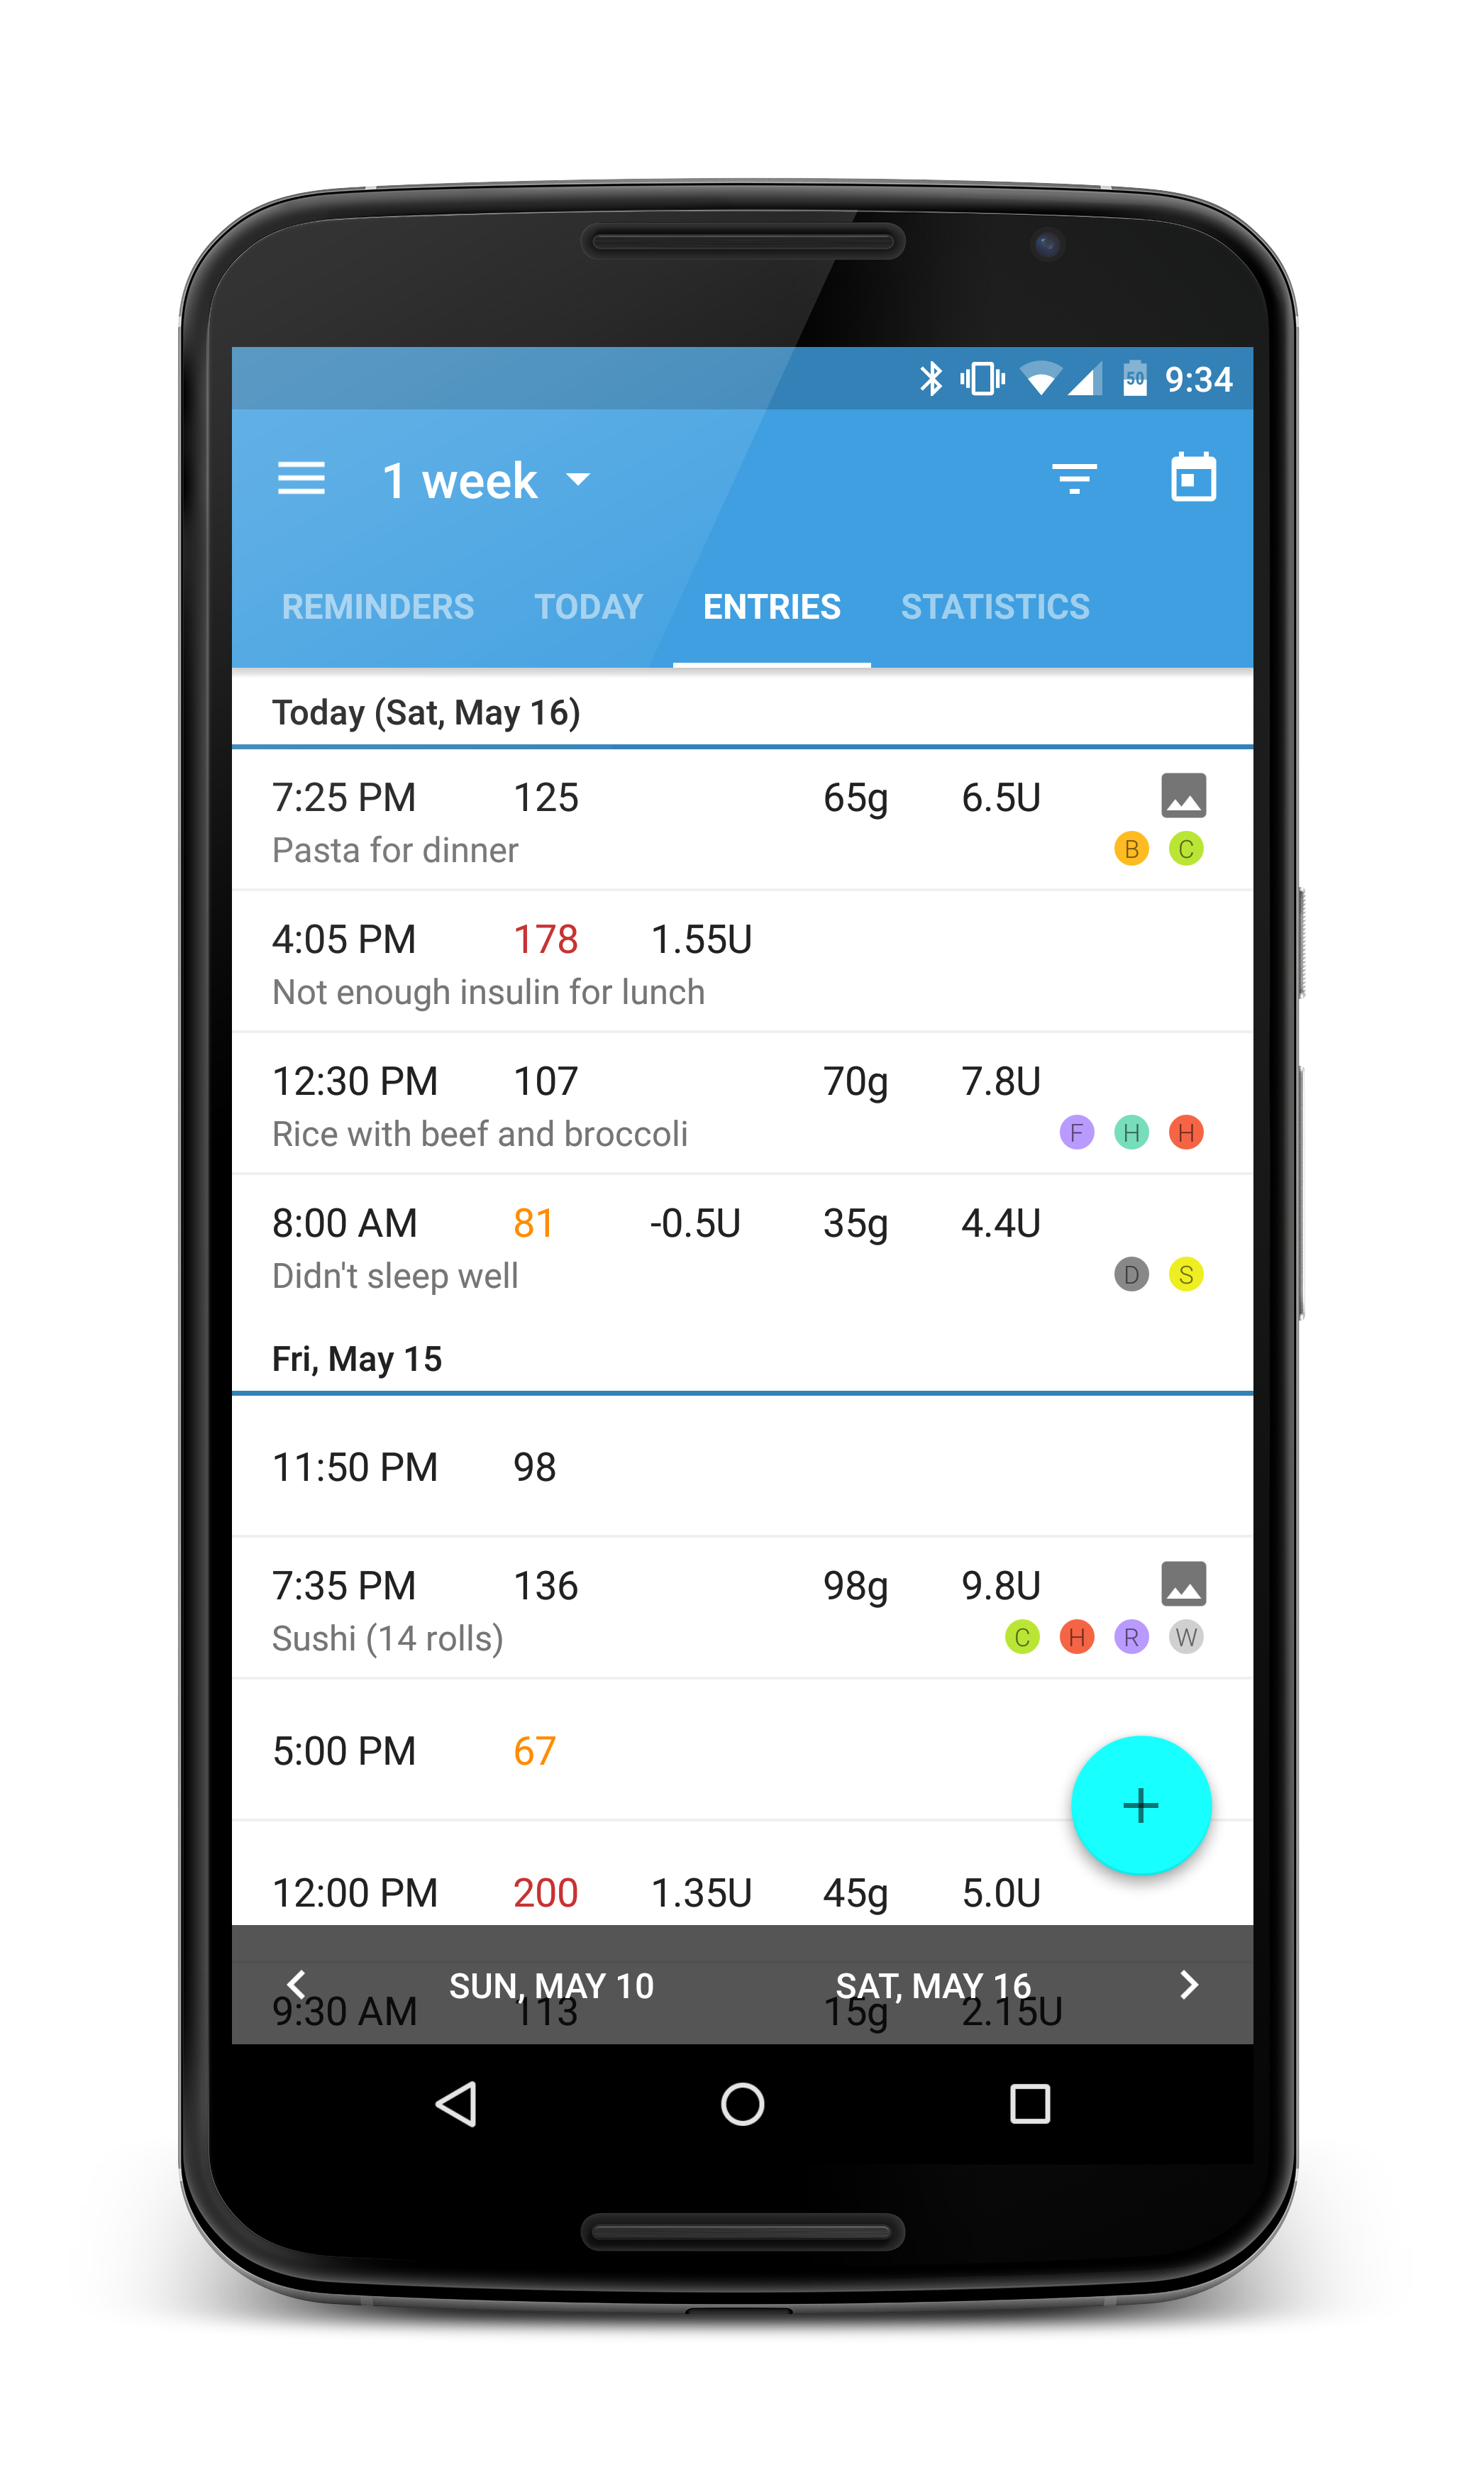 50 9:34
1 week
REMINDERS TODAY ENTRIES STATISTICS
Today (Sat, May 16)
7:25 PM 125 65g 6.5U
Pasta for dinner B C
4:05 PM 178 1.55U
Not enough insulin for lunch
12:30 PM 107 70g 7.8U
Rice with beef and broccoli F H H
8:00 AM 81 -0.5U 35g 4.4U
Didn't sleep well D S
Fri, May 15
11:50 PM 98
7:35 PM 136 98g 9.8U
Sushi (14 rolls) C H R W
5:00 PM 67
+
12:00 PM 200 1.35U 45g 5.0U
SUN, MAY 10 SAT, MAY 16
9:30 AM 113 15g 2.15U